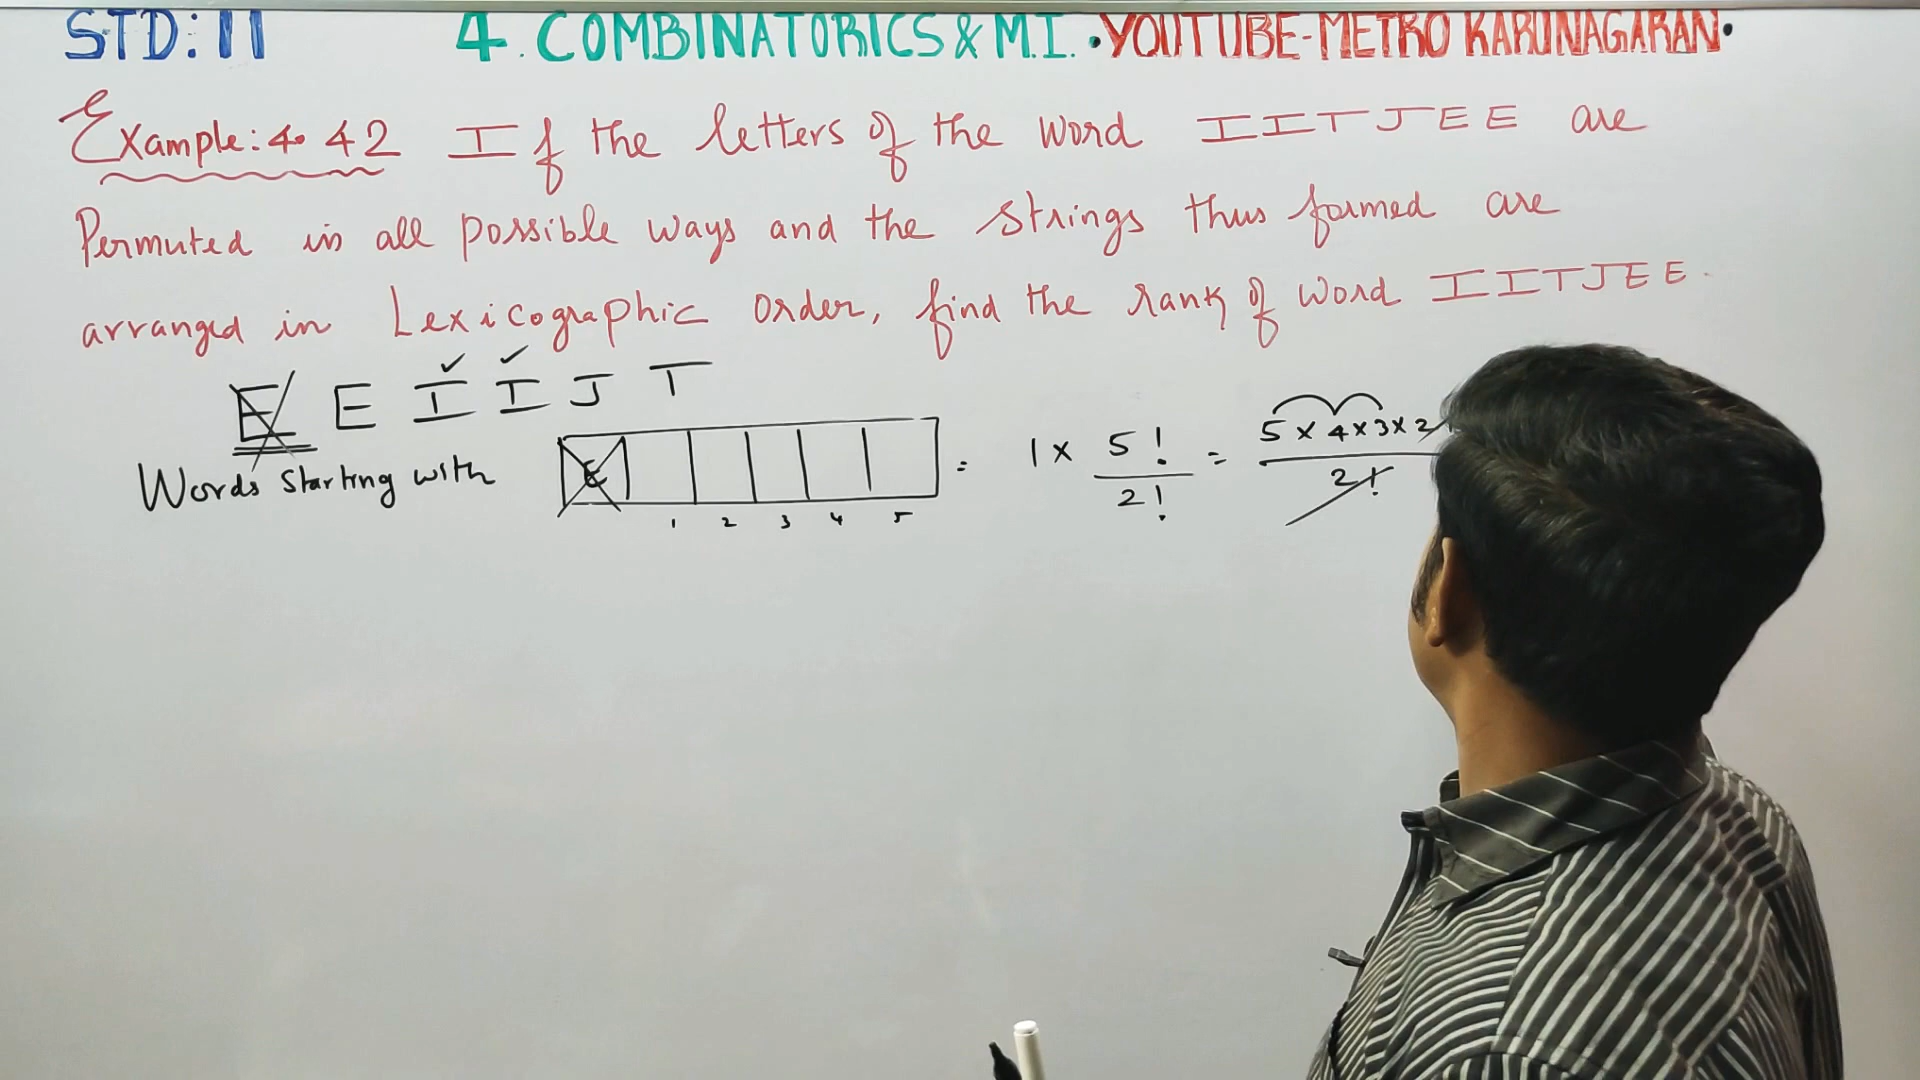 STD: 11 4. COMBINATORICS & M.I. •YOUTUBE-METRO KARUNAGARAN•
Example: 4.42 If the letters of the word IITJEE are
Permuted in all possible ways and the strings thus formed are
arranged in Lexicographic order, find the rank of word IITJEE.
E E I I J T
Words starting with E = 1 × 5! / 2! = 5 × 4 × 3 × 2 / 2!
1 2 3 4 5